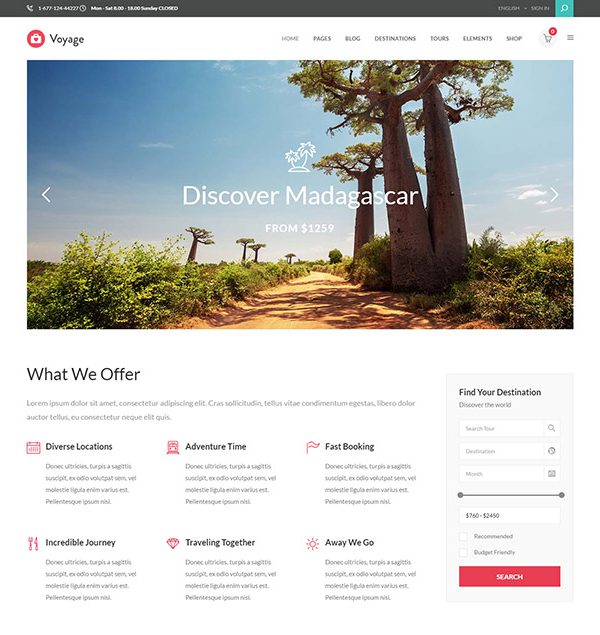 1-677-124-44227 Mon - Sat 8.00 - 18.00 Sunday CLOSED
ENGLISH SIGN IN
Voyage
HOME PAGES BLOG DESTINATIONS TOURS ELEMENTS SHOP
0
Discover Madagascar
FROM $1259
What We Offer
Lorem ipsum dolor sit amet, consectetur adipiscing elit. Cras sollicitudin, tellus vitae condimentum egestas, libero dolor
auctor tellus, eu consectetur neque elit quis.
Diverse Locations
Donec ultricies, turpis a sagittis
suscipit, ex odio volutpat sem, vel
molestie ligula enim varius est.
Pellentesque ipsum nisi.
Adventure Time
Donec ultricies, turpis a sagittis
suscipit, ex odio volutpat sem, vel
molestie ligula enim varius est.
Pellentesque ipsum nisi.
Fast Booking
Donec ultricies, turpis a sagittis
suscipit, ex odio volutpat sem, vel
molestie ligula enim varius est.
Pellentesque ipsum nisi.
Incredible Journey
Donec ultricies, turpis a sagittis
suscipit, ex odio volutpat sem, vel
molestie ligula enim varius est.
Pellentesque ipsum nisi.
Traveling Together
Donec ultricies, turpis a sagittis
suscipit, ex odio volutpat sem, vel
molestie ligula enim varius est.
Pellentesque ipsum nisi.
Away We Go
Donec ultricies, turpis a sagittis
suscipit, ex odio volutpat sem, vel
molestie ligula enim varius est.
Pellentesque ipsum nisi.
Find Your Destination
Discover the world
Search Tour
Destination
Month
$760 - $2450
Recommended
Budget Friendly
SEARCH